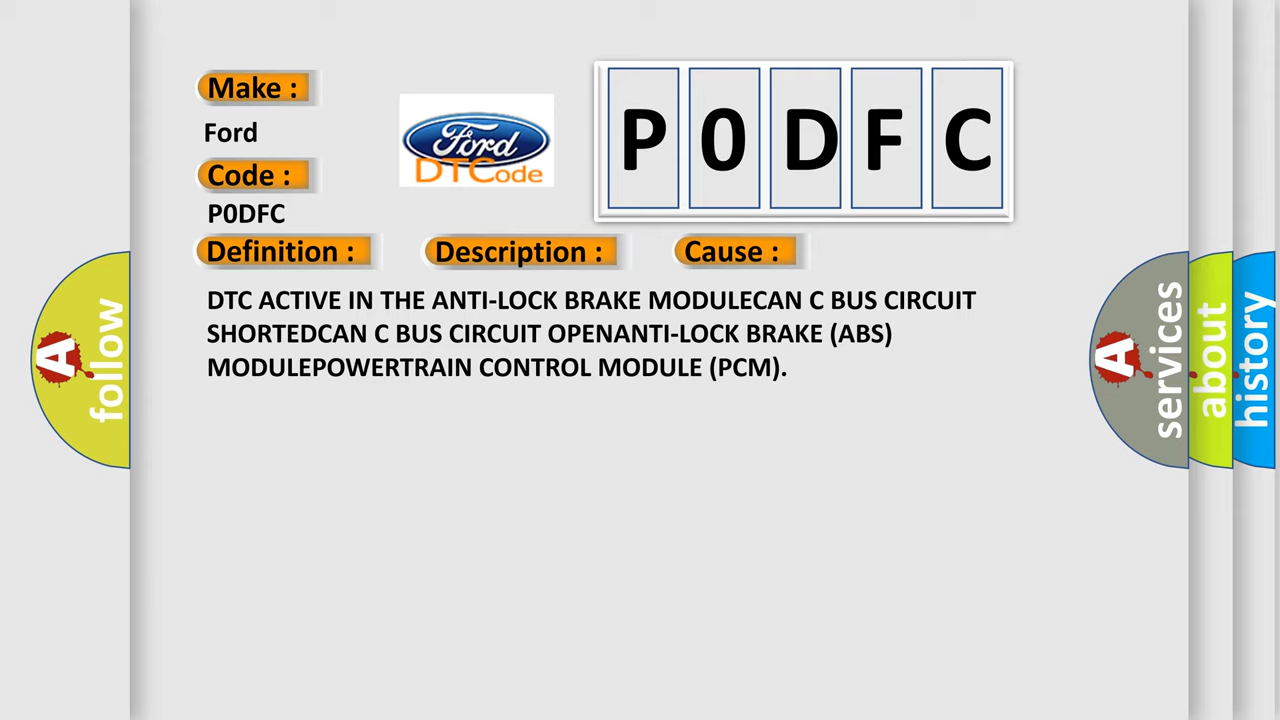 Make :
Ford
Code :
P0DFC
Ford
DTCode
P0DFC
Definition :
Description :
Cause :
DTC ACTIVE IN THE ANTI-LOCK BRAKE MODULECAN C BUS CIRCUIT
SHORTEDCAN C BUS CIRCUIT OPENANTI-LOCK BRAKE (ABS)
MODULEPOWERTRAIN CONTROL MODULE (PCM).
A
follow
A
services
about
history